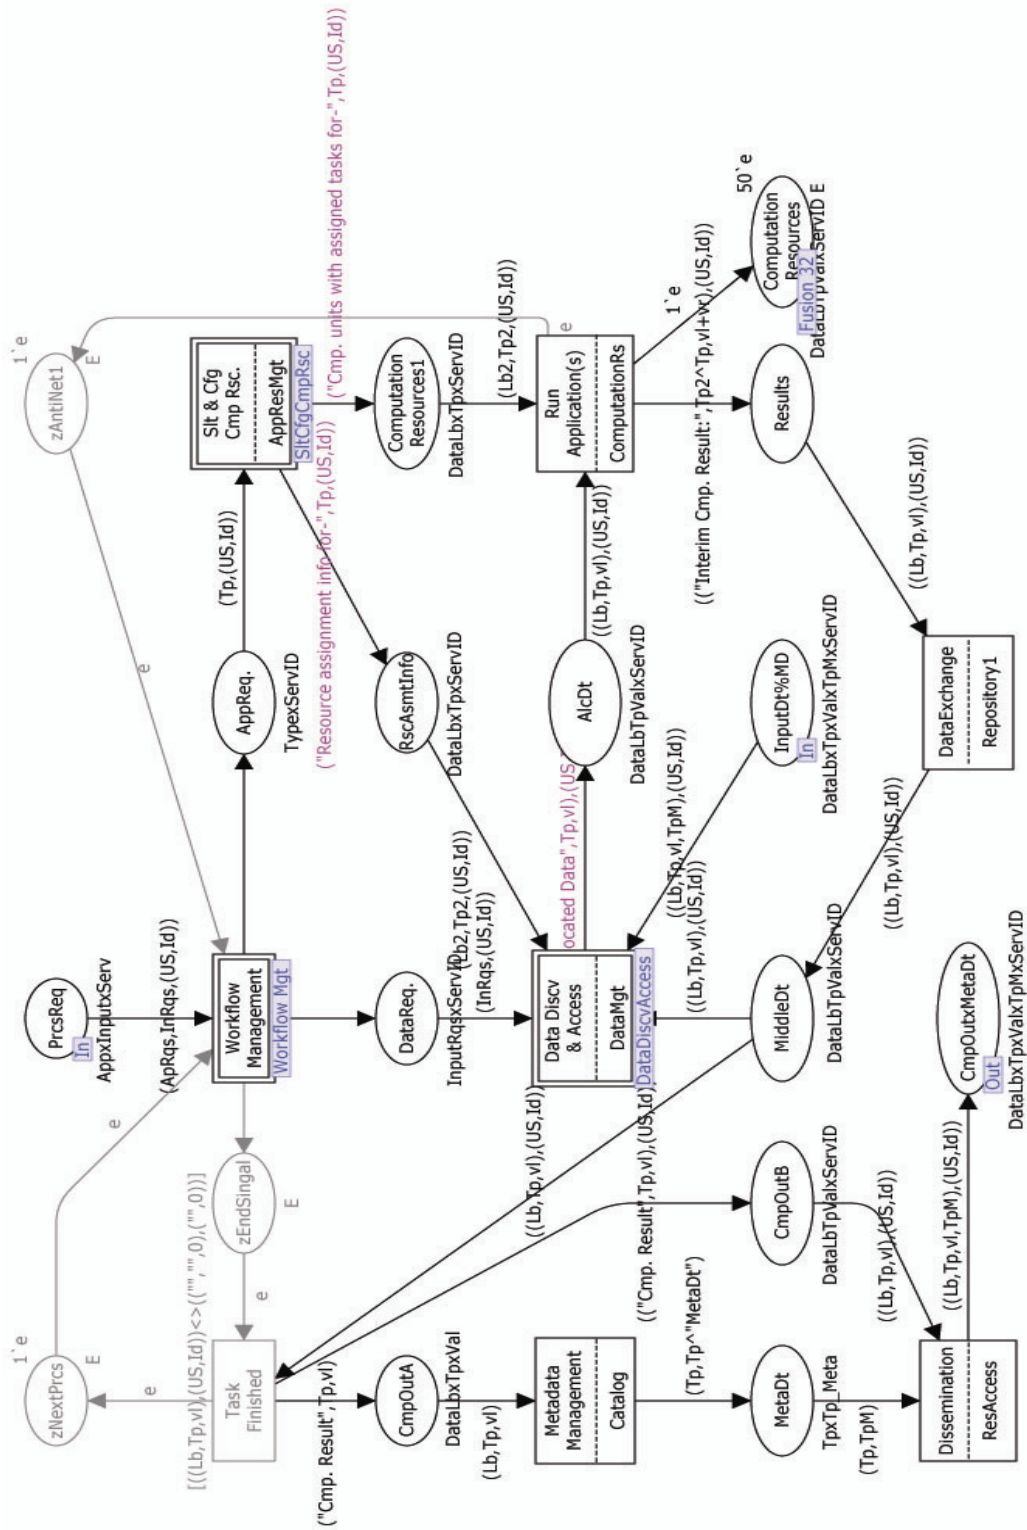 1`e
zNextPrcs
E
e
e
PrcsReq
In
AppxInputxServ
1`e
zAntiNet1
E
e
[((Lb,Tp,vl),(US,Id))<>(("","",0),("",0))]
Task
Finished
e
zEndSingal
E
(ApRqs,InRqs,(US,Id))
Workflow
Management
Workflow Mgt
AppReq.
TypexServID
(Tp,(US,Id))
Slt & Cfg
Cmp Rsc.
AppResMgt
SltCfgCmpRsc
("Resource assignment info for-",Tp,(US,Id))
("Cmp. units with assigned tasks for-",Tp,(US,Id))
("Cmp. Result",Tp,vl)
CmpOutA
DataLbxTpxVal
(Lb,Tp,vl)
DataReq.
InputRqsxServID
(InRqs,(US,Id))
RscAsmtInfo
DataLbxTpxServID
(Lb2,Tp2,(US,Id))
Computation
Resources1
DataLbxTpxServID
(Lb2,Tp2,(US,Id))
((Lb,Tp,vl),(US,Id))
Metadata
Management
Catalog
(("Cmp. Result",Tp,vl),(US,Id))
Data Discv
& Access
DataMgt
DataDiscvAccess
ocated Data",Tp,vl),(US,
AlcDt
DataLbTpValxServID
((Lb,Tp,vl),(US,Id))
Run
Application(s)
ComputationRs
e
(Tp,Tp^"MetaDt")
((Lb,Tp,vl),(US,Id))
((Lb,Tp,vl,TpM),(US,Id))
(("Interim Cmp. Result:",Tp2^Tp,vl+vr),(US,Id))
1`e
MetaDt
TpxTp_Meta
(Tp,TpM)
CmpOutB
DataLbTpValxServID
((Lb,Tp,vl),(US,Id))
MiddleDt
DataLbTpValxServID
InputDt%MD
In
DataLbxTpxValxTpMxServID
Results
50`e
Computation
Resources
Fusion 32
DataLbTpValxServID E
((Lb,Tp,vl),(US,Id))
((Lb,Tp,vl),(US,Id))
Dissemination
ResAccess
((Lb,Tp,vl,TpM),(US,Id))
CmpOutxMetaDt
Out
DataLbxTpxValxTpMxServID
DataExchange
Repository1